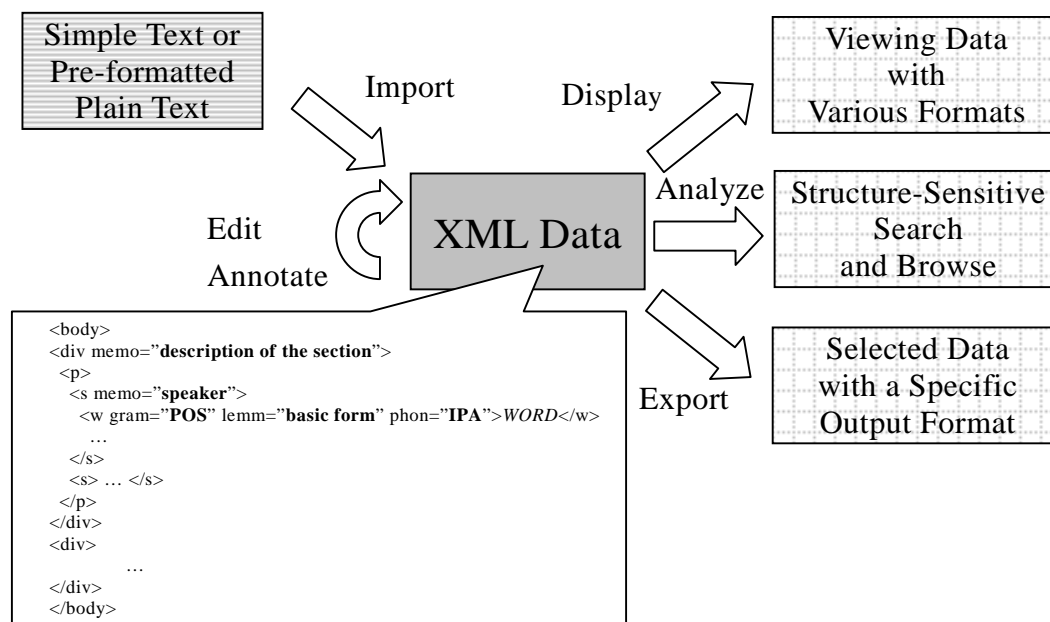 Simple Text or
Pre-formatted
Plain Text
Import
Display
Viewing Data
with
Various Formats
Edit
Annotate
XML Data
Analyze
Structure-Sensitive
Search
and Browse
Export
Selected Data
with a Specific
Output Format
<body>
<div memo=”description of the section”>
<p>
<s memo=”speaker”>
<w gram=”POS” lemm=”basic form” phon=”IPA”>WORD</w>
…
</s>
<s> … </s>
</p>
</div>
<div>
…
</div>
</body>